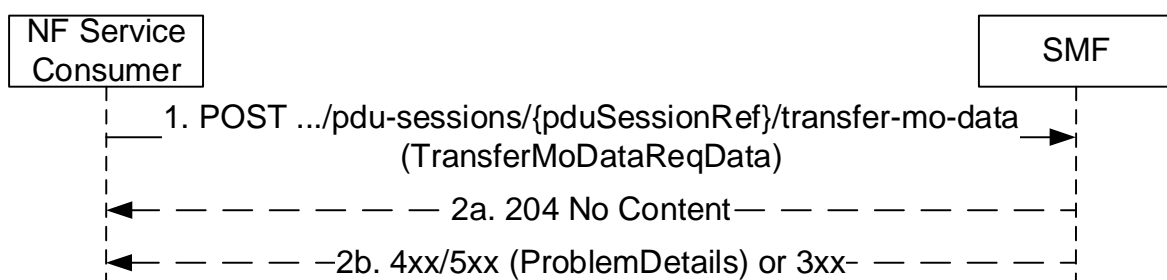 NF Service
Consumer
SMF
1. POST .../pdu-sessions/{pduSessionRef}/transfer-mo-data
(TransferMoDataReqData)
2a. 204 No Content
2b. 4xx/5xx (ProblemDetails) or 3xx